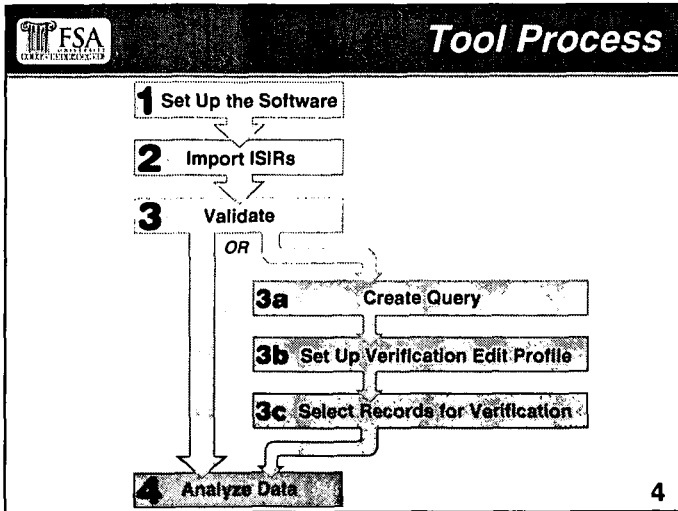 FSA
Tool Process
1 Set Up the Software
2 Import ISIRs
3 Validate
OR
3a Create Query
3b Set Up Verification Edit Profile
3c Select Records for Verification
4 Analyze Data
4